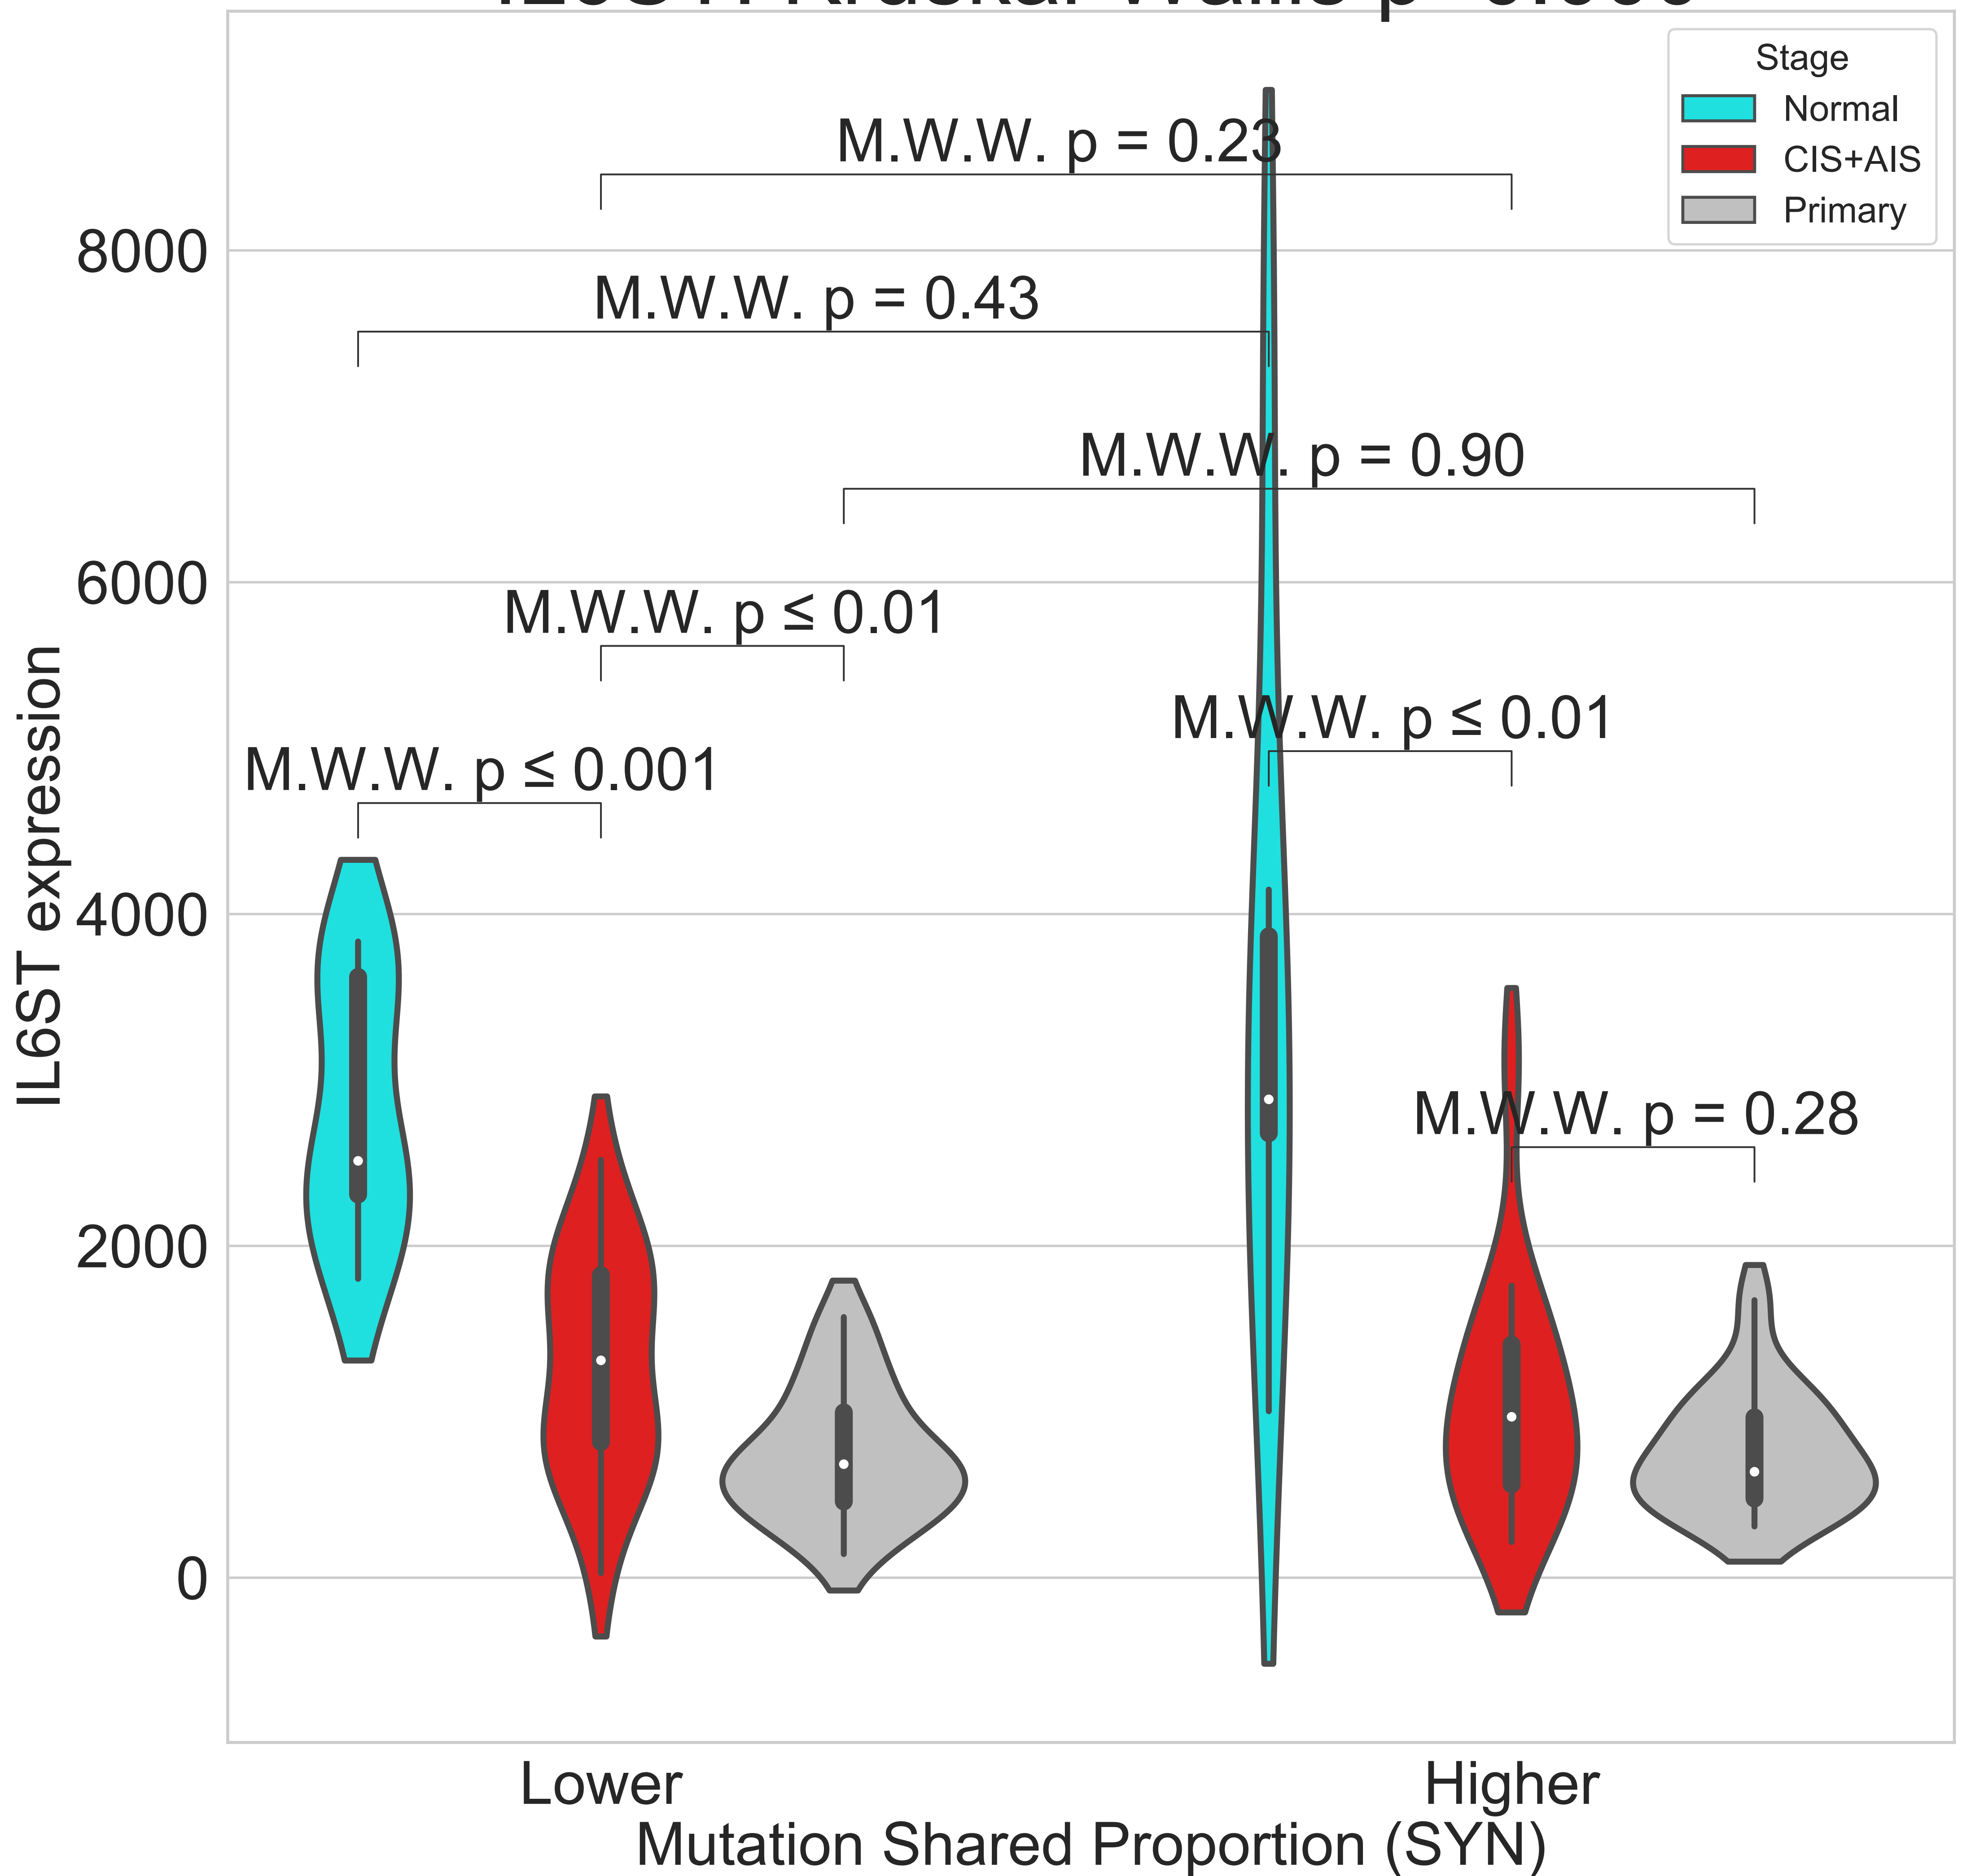 Stage
Normal
CIS+AIS
Primary
M.W.W. p = 0.23
8000
M.W.W. p = 0.43
M.W.W. p = 0.90
6000
M.W.W. p ≤ 0.01
M.W.W. p ≤ 0.01
M.W.W. p ≤ 0.001
4000
M.W.W. p = 0.28
2000
0
IL6ST expression
Lower
Higher
Mutation Shared Proportion (SYN)